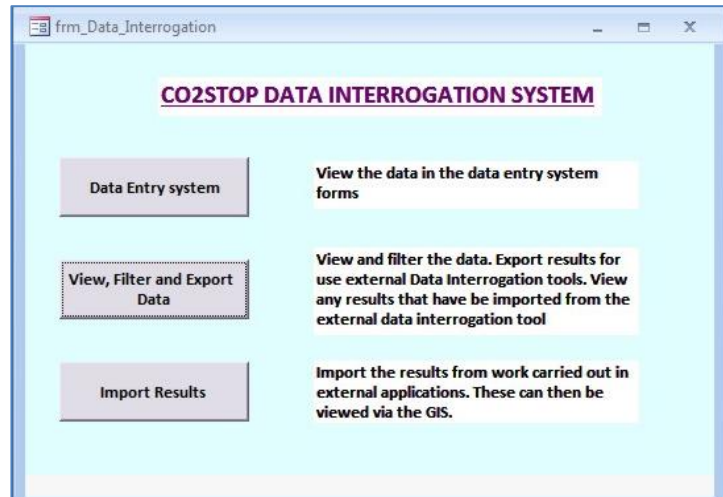 frm_Data_Interrogation
CO2STOP DATA INTERROGATION SYSTEM
Data Entry system
View the data in the data entry system
forms
View, Filter and Export
Data
View and filter the data. Export results for
use external Data Interrogation tools. View
any results that have be imported from the
external data interrogation tool
Import Results
Import the results from work carried out in
external applications. These can then be
viewed via the GIS.